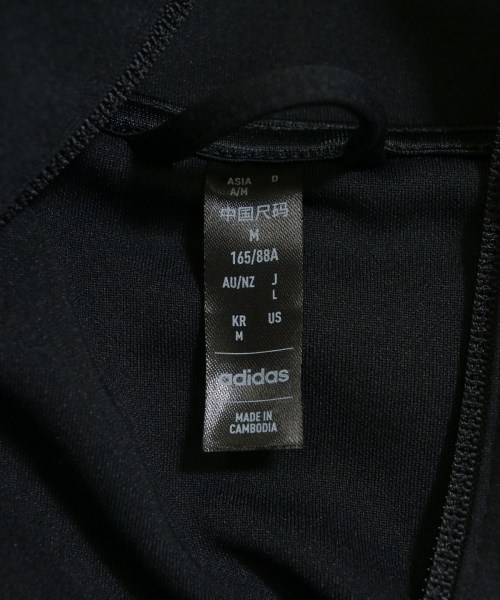 ASIA D
A/M
中国尺码
M
165/88A
AU/NZ J
L
KR US
M
adidas
MADE IN
CAMBODIA